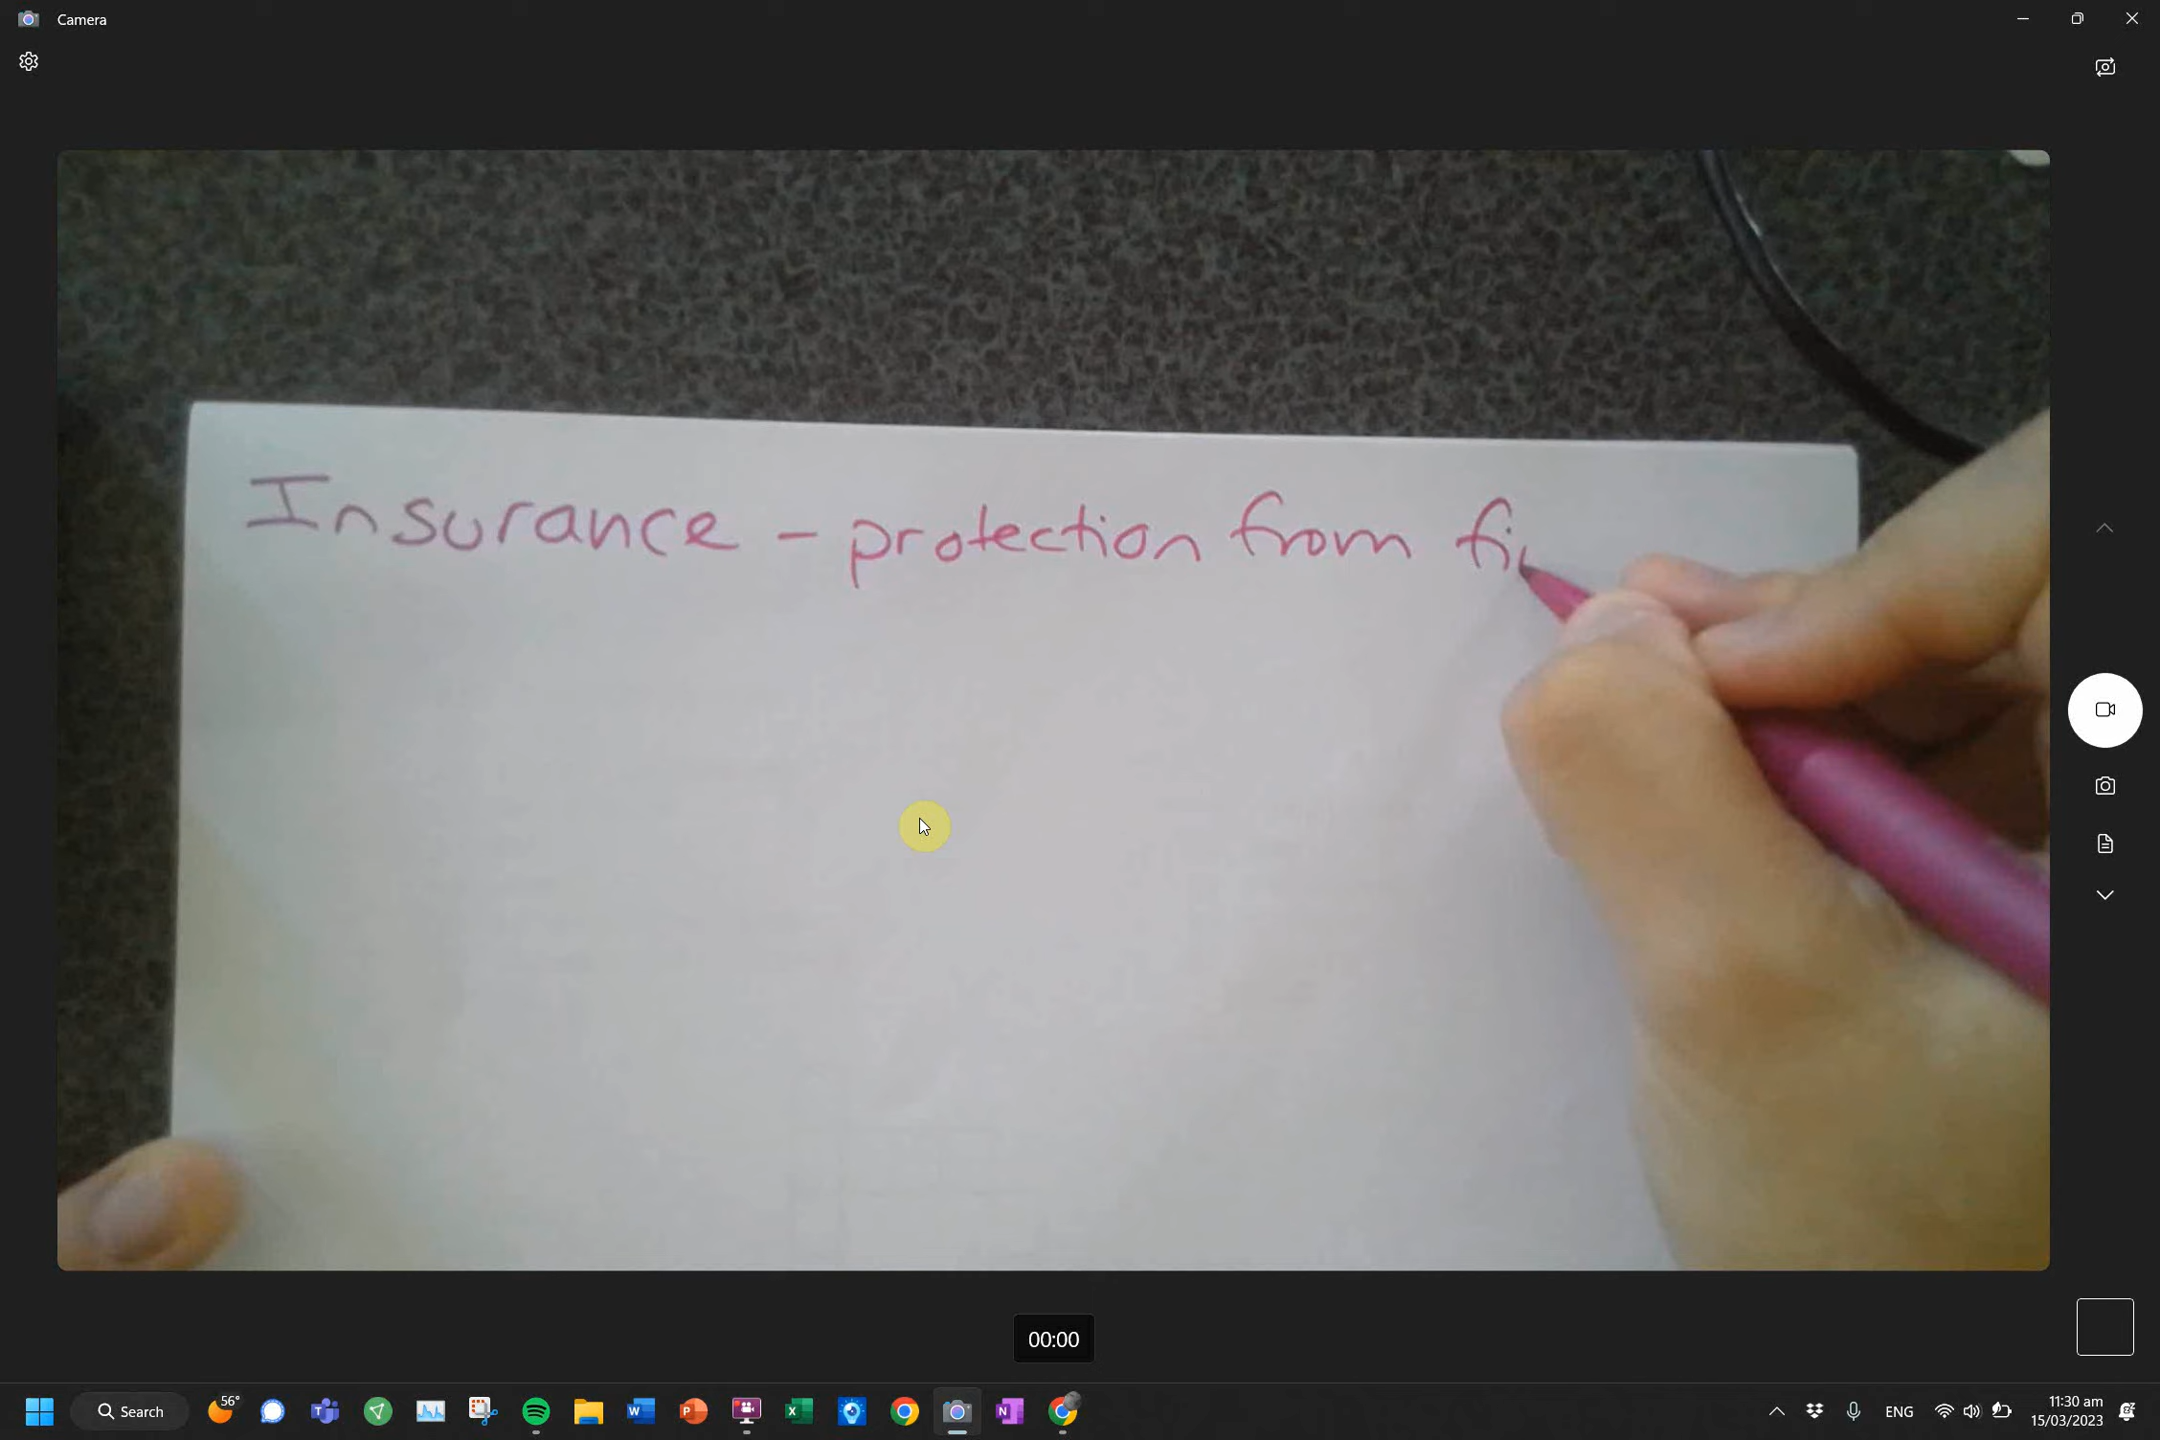 Camera
Insurance - protection from fi
00:00
56°
Search
ENG
11:30 am
15/03/2023